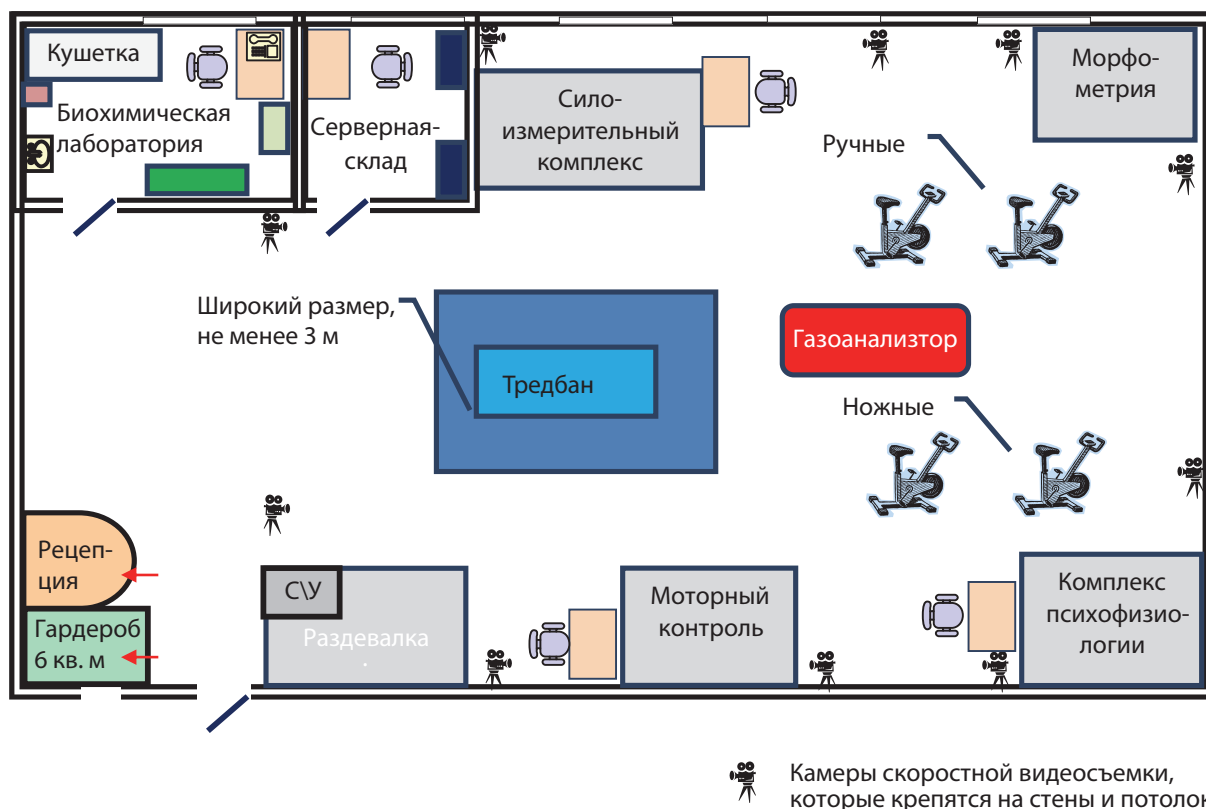 Кушетка
Биохимическая
лаборатория
Серверная-
склад
Сило-
измерительный
комплекс
Морфо-
метрия
Ручные
Широкий размер,
не менее 3 м
Тредбан
Газоанализтор
Ножные
Рецеп-
ция
Гардероб
6 кв. м
С\У
Раздевалка
.
Моторный
контроль
Комплекс
психофизио-
логии
Камеры скоростной видеосъемки,
которые крепятся на стены и потолок